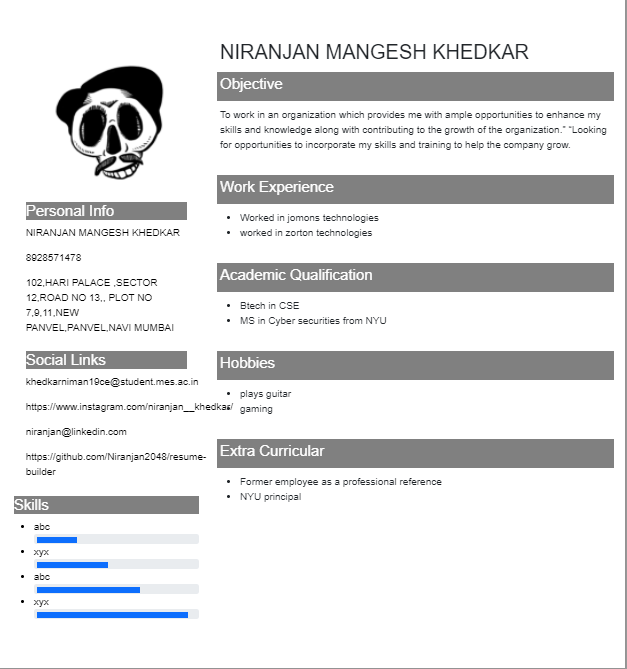 NIRANJAN MANGESH KHEDKAR
Personal Info
NIRANJAN MANGESH KHEDKAR
8928571478
102,HARI PALACE ,SECTOR
12,ROAD NO 13,, PLOT NO
7,9,11,NEW
PANVEL,PANVEL,NAVI MUMBAI
Social Links
khedkarniman19ce@student.mes.ac.in
https://www.instagram.com/niranjan__khedkar/
niranjan@linkedin.com
https://github.com/Niranjan2048/resume-
builder
Skills
abc
xyx
abc
xyx
Objective
To work in an organization which provides me with ample opportunities to enhance my
skills and knowledge along with contributing to the growth of the organization.” “Looking
for opportunities to incorporate my skills and training to help the company grow.
Work Experience
Worked in jomons technologies
worked in zorton technologies
Academic Qualification
Btech in CSE
MS in Cyber securities from NYU
Hobbies
plays guitar
gaming
Extra Curricular
Former employee as a professional reference
NYU principal